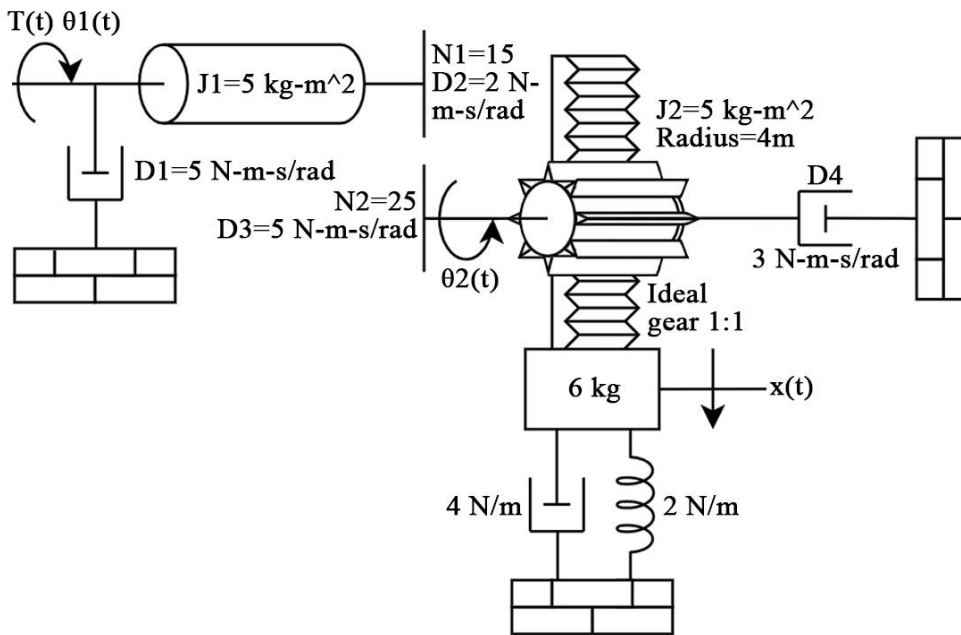 T(t) θ1(t)
J1=5 kg-m^2
N1=15
D2=2 N-
m-s/rad
D1=5 N-m-s/rad
J2=5 kg-m^2
Radius=4m
N2=25
D3=5 N-m-s/rad
θ2(t)
D4
3 N-m-s/rad
Ideal
gear 1:1
6 kg
x(t)
4 N/m
2 N/m